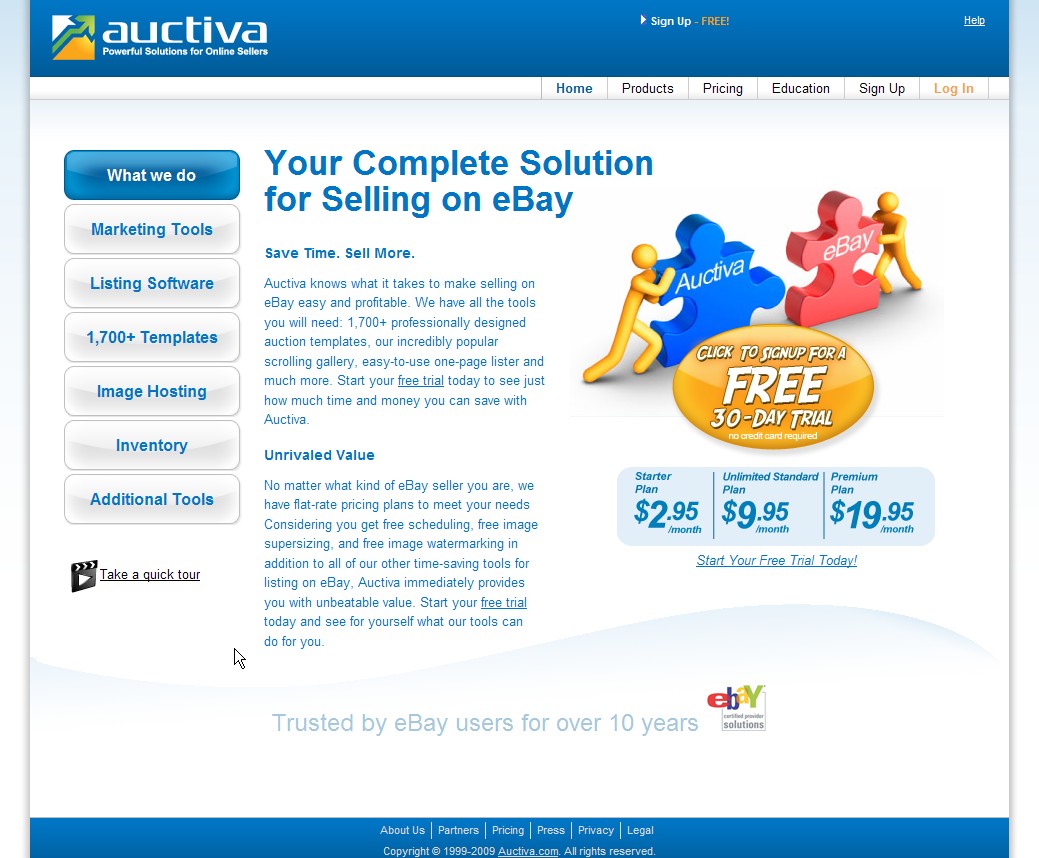 auctiva
Powerful Solutions for Online Sellers
Sign Up - FREE!
Help
Home
Products
Pricing
Education
Sign Up
Log In
What we do
Marketing Tools
Listing Software
1,700+ Templates
Image Hosting
Inventory
Additional Tools
Take a quick tour
Your Complete Solution
for Selling on eBay
Save Time. Sell More.
Auctiva knows what it takes to make selling on
eBay easy and profitable. We have all the tools
you will need: 1,700+ professionally designed
auction templates, our incredibly popular
scrolling gallery, easy-to-use one-page lister and
much more. Start your free trial today to see just
how much time and money you can save with
Auctiva.
Unrivaled Value
No matter what kind of eBay seller you are, we
have flat-rate pricing plans to meet your needs
Considering you get free scheduling, free image
supersizing, and free image watermarking in
addition to all of our other time-saving tools for
listing on eBay, Auctiva immediately provides
you with unbeatable value. Start your free trial
today and see for yourself what our tools can
do for you.
Auctiva
eBay
CLICK TO SIGNUP FOR A
FREE
30-DAY TRIAL
no credit card required
Starter
Plan
$2.95
/month
Unlimited Standard
Plan
$9.95
/month
Premium
Plan
$19.95
/month
Start Your Free Trial Today!
Trusted by eBay users for over 10 years
ebay
certified provider
solutions
About Us | Partners | Pricing | Press | Privacy | Legal
Copyright © 1999-2009 Auctiva.com. All rights reserved.